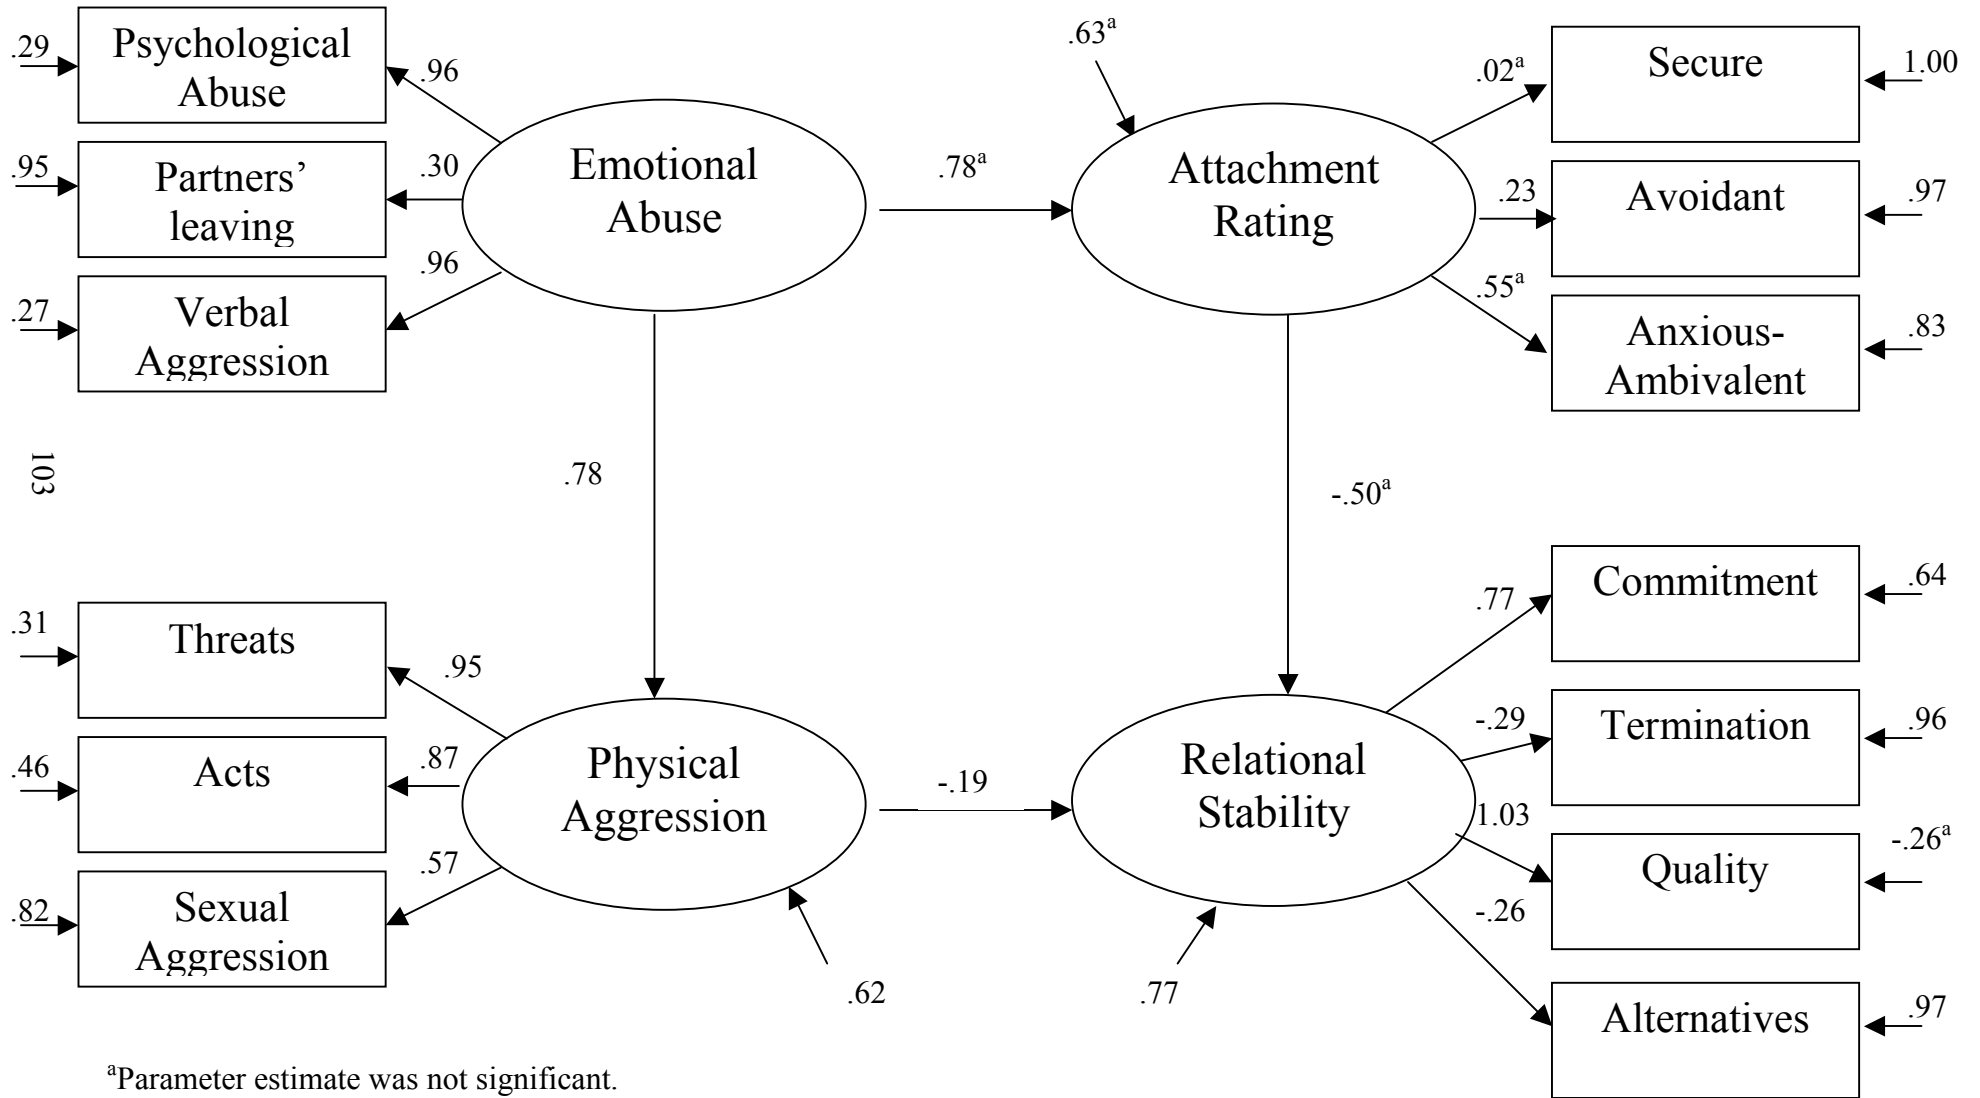 .29
Psychological
Abuse
.96
.95
Partners’
leaving
.30
.27
Verbal
Aggression
.96
Emotional
Abuse
.78ᵃ
.63ᵃ
Attachment
Rating
.02ᵃ
Secure
1.00
.23
Avoidant
.97
.55ᵃ
Anxious-
Ambivalent
.83
103
.78
-.50ᵃ
.31
Threats
.95
.46
Acts
.87
.82
Sexual
Aggression
.57
Physical
Aggression
.62
-.19
Relational
Stability
.77
.77
Commitment
.64
-.29
Termination
.96
1.03
Quality
-.26ᵃ
-.26
Alternatives
.97
ᵃParameter estimate was not significant.